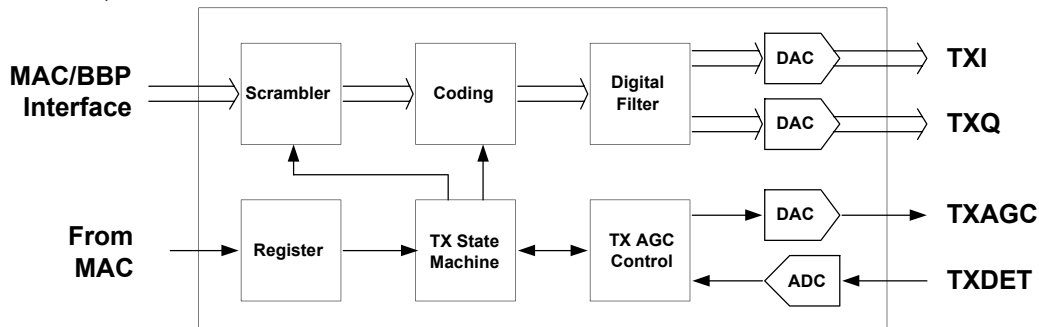 MAC/BBP
Interface
Scrambler
Coding
Digital
Filter
DAC
TXI
DAC
TXQ
From
MAC
Register
TX State
Machine
TX AGC
Control
DAC
TXAGC
ADC
TXDET